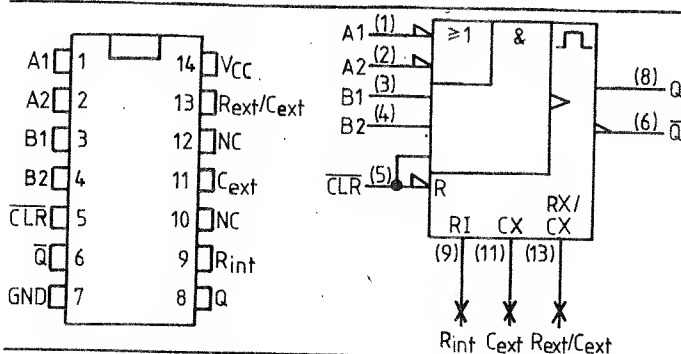 A1 1 14 VCC
A2 2 13 Rext/Cext
B1 3 12 NC
B2 4 11 Cext
CLR 5 10 NC
Q 6 9 Rint
GND 7 8 Q
A1 (1) ≥1 &
A2 (2)
B1 (3) (8) Q
B2 (4) (6) Q̅
C̅L̅R̅ (5) R
RX/
RI CX CX
(9) (11) (13)
Rint Cext Rext/Cext